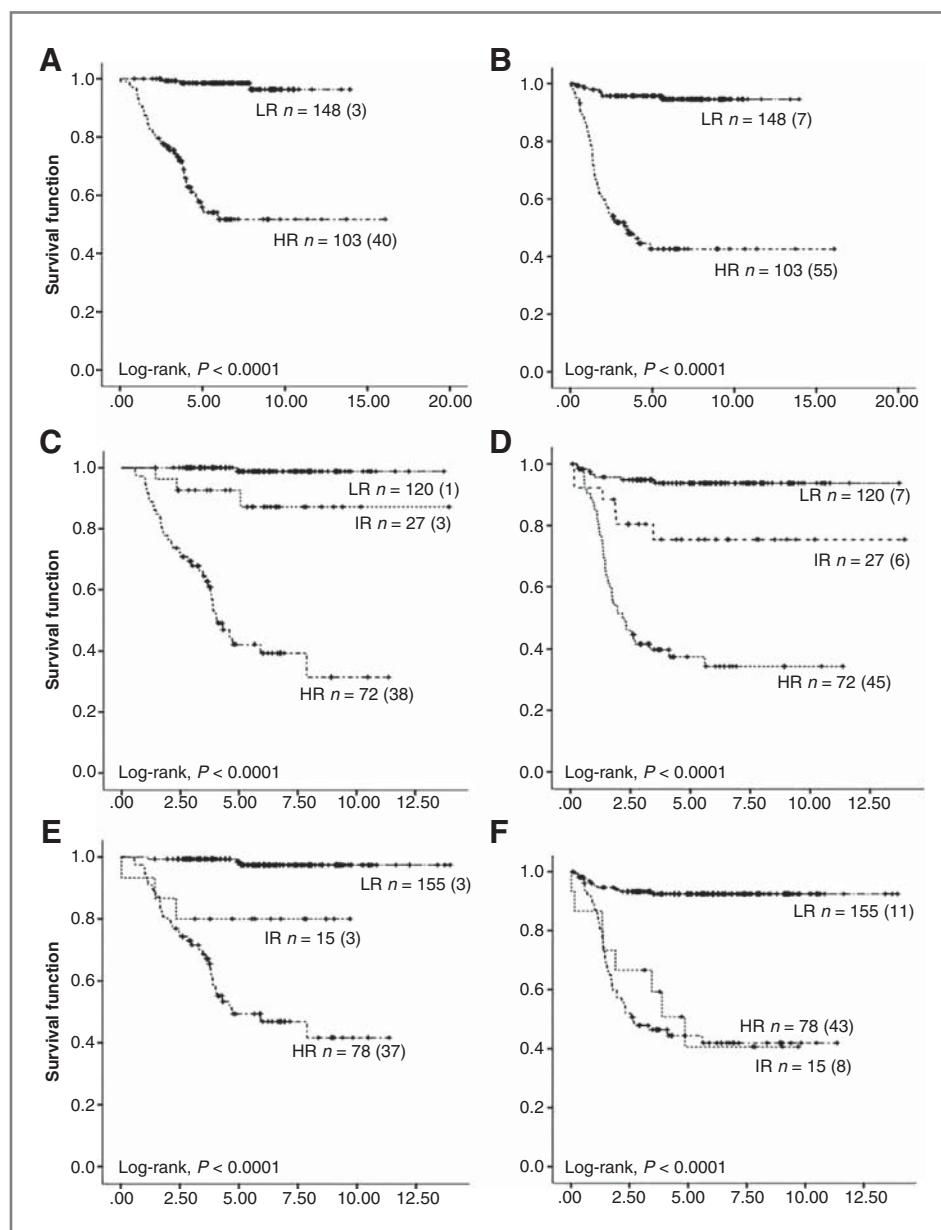 A
Survival function
1.0
0.8
0.6
0.4
0.2
0.0
LR n = 148 (3)
HR n = 103 (40)
Log-rank, P < 0.0001
.00 5.00 10.00 15.00 20.00
B
1.0
0.8
0.6
0.4
0.2
0.0
LR n = 148 (7)
HR n = 103 (55)
Log-rank, P < 0.0001
.00 5.00 10.00 15.00 20.00
C
Survival function
1.0
0.8
0.6
0.4
0.2
0.0
LR n = 120 (1)
IR n = 27 (3)
HR n = 72 (38)
Log-rank, P < 0.0001
.00 2.50 5.00 7.50 10.00 12.50
D
1.0
0.8
0.6
0.4
0.2
0.0
LR n = 120 (7)
IR n = 27 (6)
HR n = 72 (45)
Log-rank, P < 0.0001
.00 2.50 5.00 7.50 10.00 12.50
E
Survival function
1.0
0.8
0.6
0.4
0.2
0.0
LR n = 155 (3)
IR n = 15 (3)
HR n = 78 (37)
Log-rank, P < 0.0001
.00 2.50 5.00 7.50 10.00 12.50
F
1.0
0.8
0.6
0.4
0.2
0.0
LR n = 155 (11)
HR n = 78 (43)
IR n = 15 (8)
Log-rank, P < 0.0001
.00 2.50 5.00 7.50 10.00 12.50